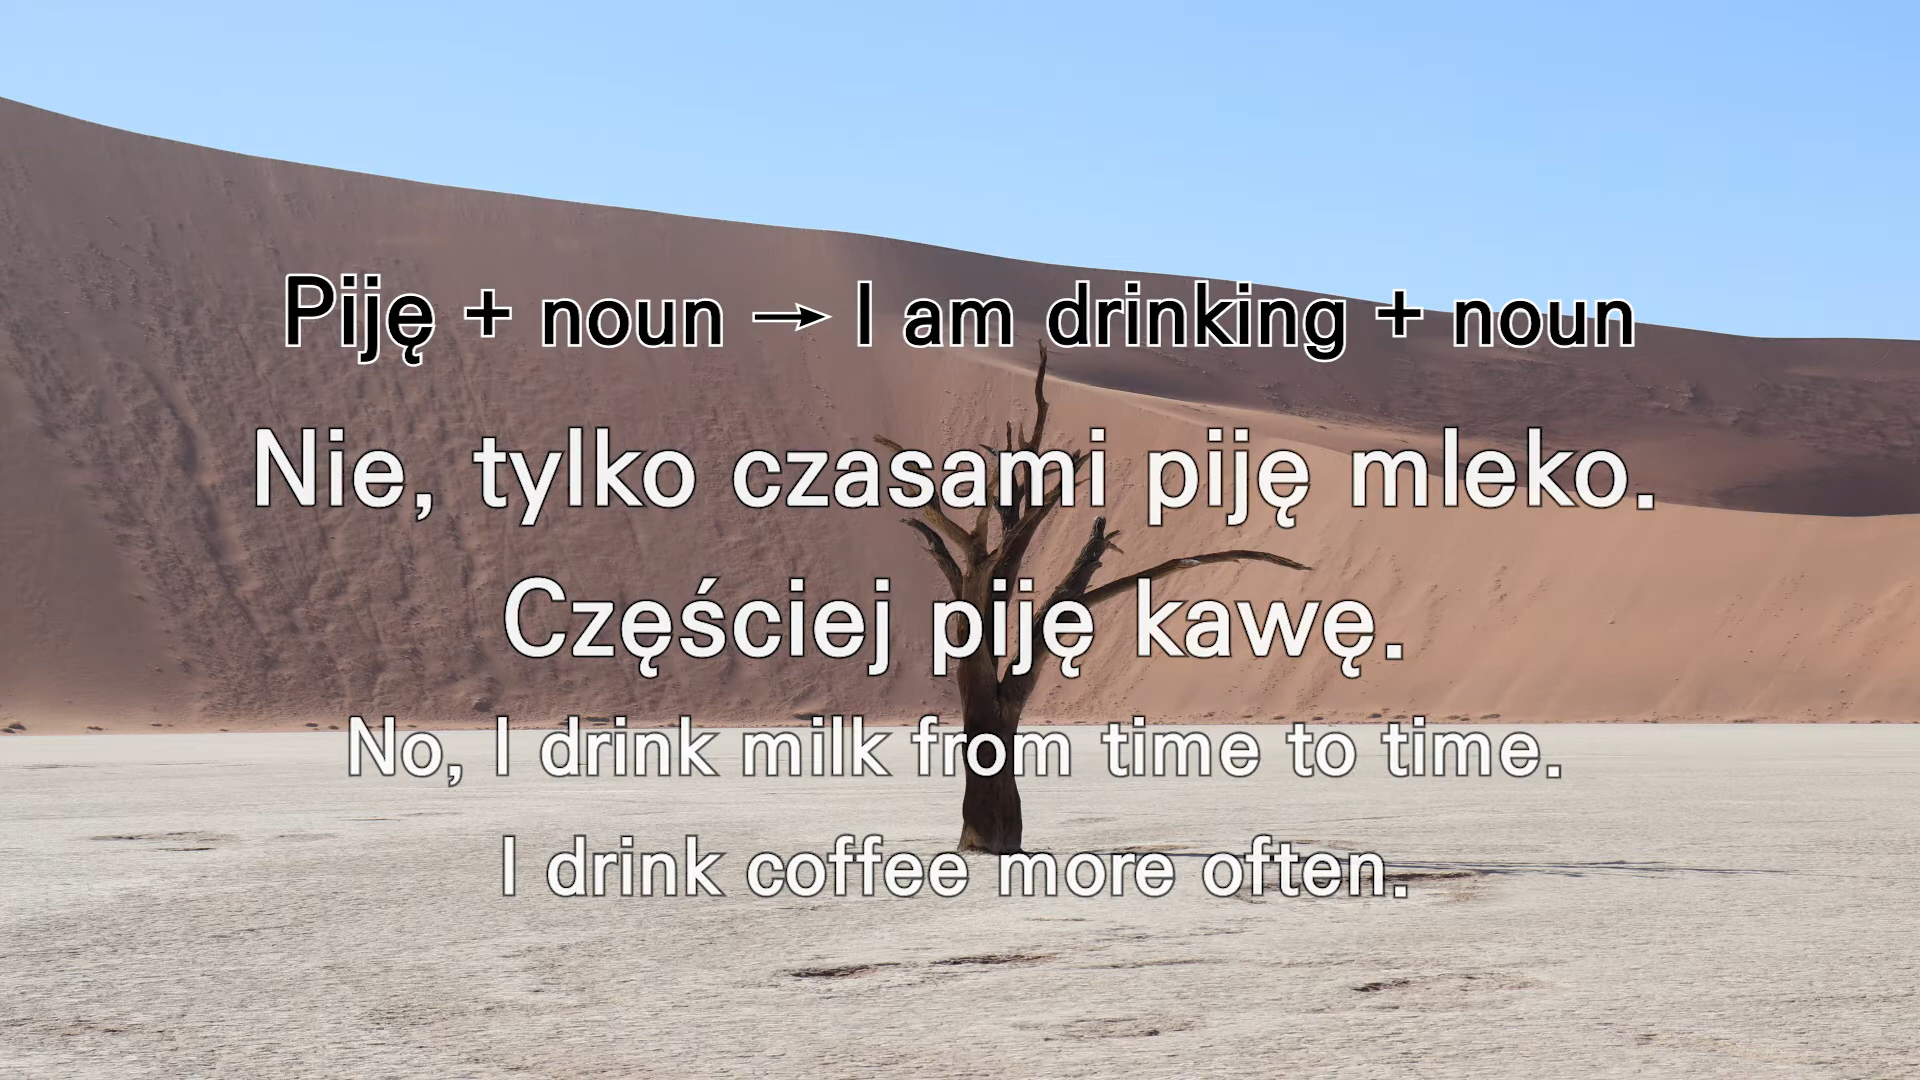 Piję + noun → I am drinking + noun
Nie, tylko czasami piję mleko.
Częściej piję kawę.
No, I drink milk from time to time.
I drink coffee more often.